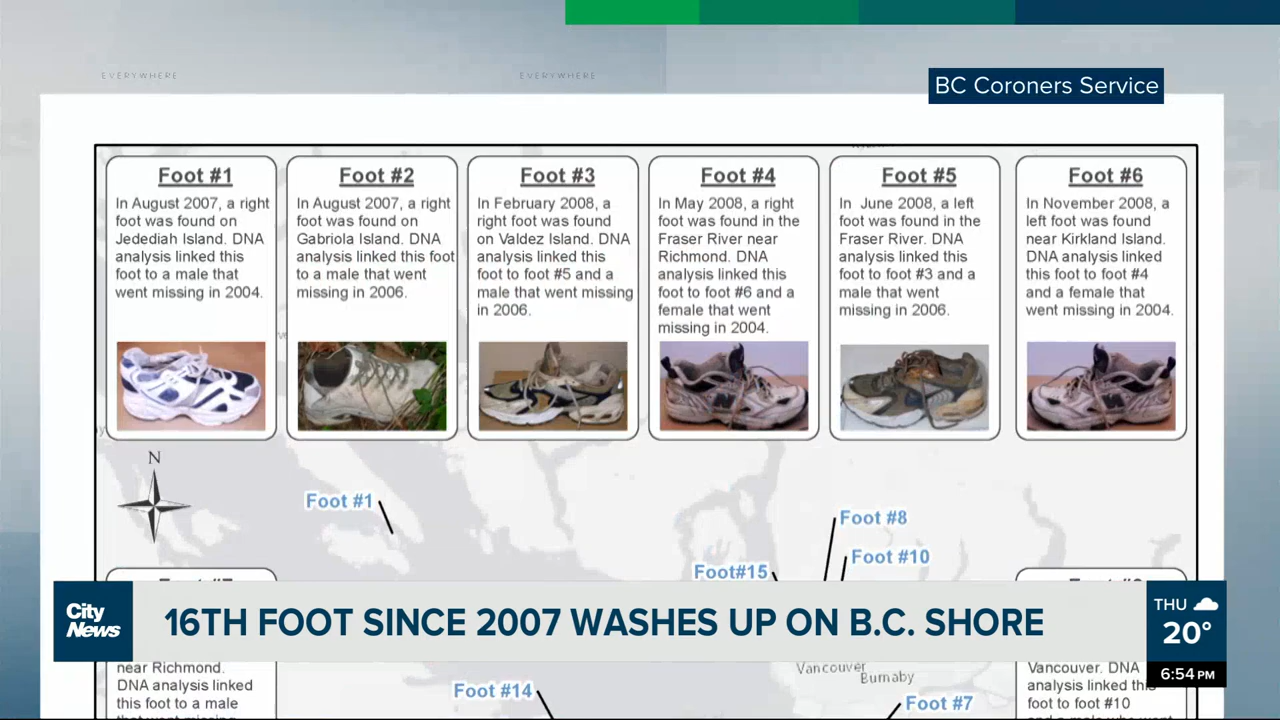 EVERYWHERE
EVERYWHERE
BC Coroners Service
Foot #1
In August 2007, a right
foot was found on
Jedediah Island. DNA
analysis linked this
foot to a male that
went missing in 2004.
Foot #2
In August 2007, a right
foot was found on
Gabriola Island. DNA
analysis linked this foot
to a male that went
missing in 2006.
Foot #3
In February 2008, a
right foot was found
on Valdez Island. DNA
analysis linked this
foot to foot #5 and a
male that went missing
in 2006.
Foot #4
In May 2008, a right
foot was found in the
Fraser River near
Richmond. DNA
analysis linked this
foot to foot #6 and a
female that went
missing in 2004.
Foot #5
In June 2008, a left
foot was found in the
Fraser River. DNA
analysis linked this
foot to foot #3 and a
male that went
missing in 2006.
Foot #6
In November 2008, a
left foot was found
near Kirkland Island.
DNA analysis linked
this foot to foot #4
and a female that
went missing in 2004.
N
Foot #1
Foot #8
Foot #10
Foot#15
City
News
16TH FOOT SINCE 2007 WASHES UP ON B.C. SHORE
THU
20°
6:54 PM
near Richmond.
DNA analysis linked
this foot to a male
Foot #14
Vancouver
Burnaby
Foot #7
Vancouver. DNA
analysis linked this
foot to foot #10